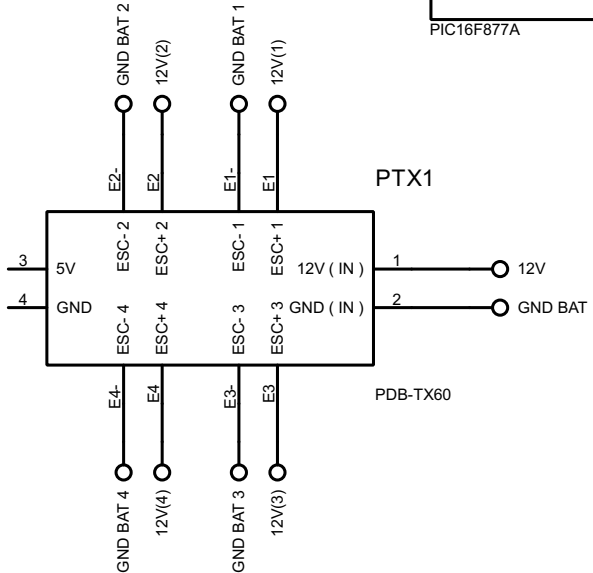 PIC16F877A
GND BAT 2
12V(2)
GND BAT 1
12V(1)
E2-
E2
E1-
E1
PTX1
ESC- 2
ESC+ 2
ESC- 1
ESC+ 1
3
5V
12V ( IN )
1
12V
4
GND
GND ( IN )
2
GND BAT
ESC- 4
ESC+ 4
ESC- 3
ESC+ 3
E4-
E4
E3-
E3
PDB-TX60
GND BAT 4
12V(4)
GND BAT 3
12V(3)